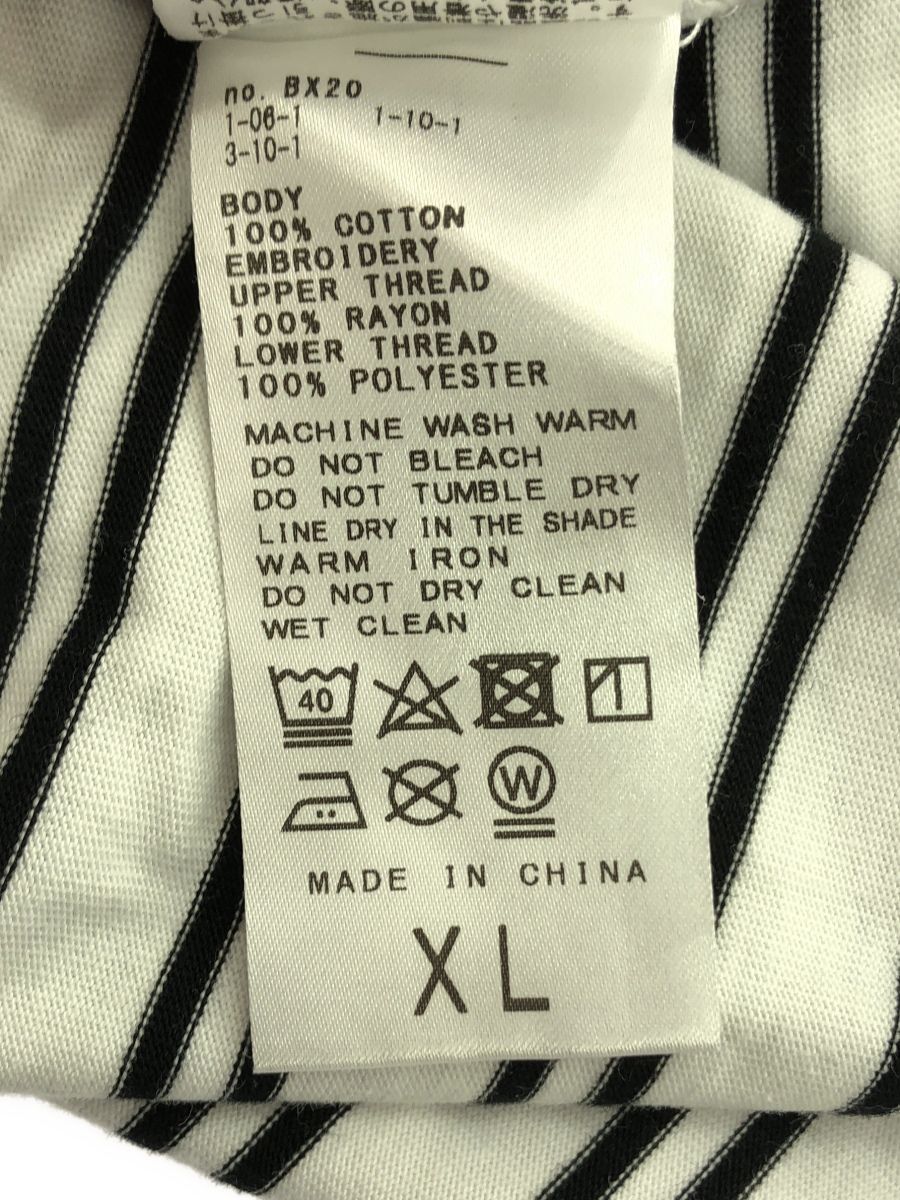 no. BX20
1-06-1 1-10-1
3-10-1
BODY
100% COTTON
EMBROIDERY
UPPER THREAD
100% RAYON
LOWER THREAD
100% POLYESTER
MACHINE WASH WARM
DO NOT BLEACH
DO NOT TUMBLE DRY
LINE DRY IN THE SHADE
WARM IRON
DO NOT DRY CLEAN
WET CLEAN
40
W
MADE IN CHINA
XL